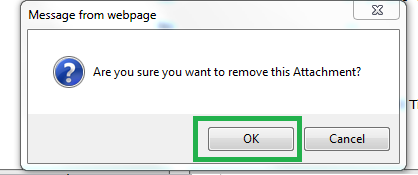 Message from webpage
Are you sure you want to remove this Attachment?
OK
Cancel